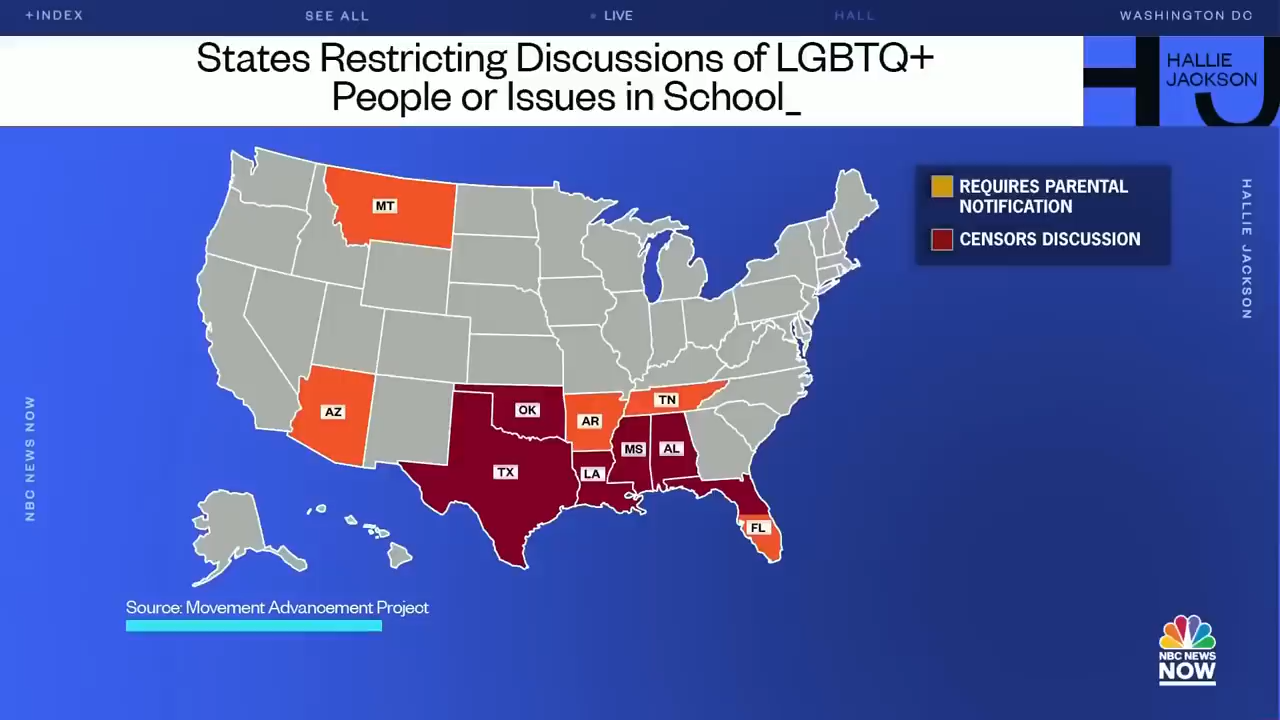 +INDEX
SEE ALL
LIVE
HALL
WASHINGTON DC
States Restricting Discussions of LGBTQ+
People or Issues in School_
HALLIE
JACKSON
HJ
REQUIRES PARENTAL
NOTIFICATION
CENSORS DISCUSSION
HALLIE JACKSON
MT
AZ
OK
AR
TN
TX
LA
MS
AL
FL
NBC NEWS NOW
Source: Movement Advancement Project
NBC NEWS
NOW